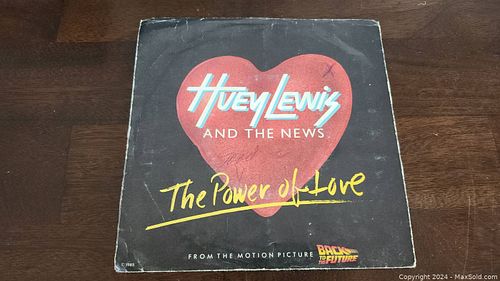 HUEY LEWIS
AND THE NEWS
The Power of Love
FROM THE MOTION PICTURE BACK TO THE FUTURE
© 1985
Copyright © 2024 - MaxSold.com